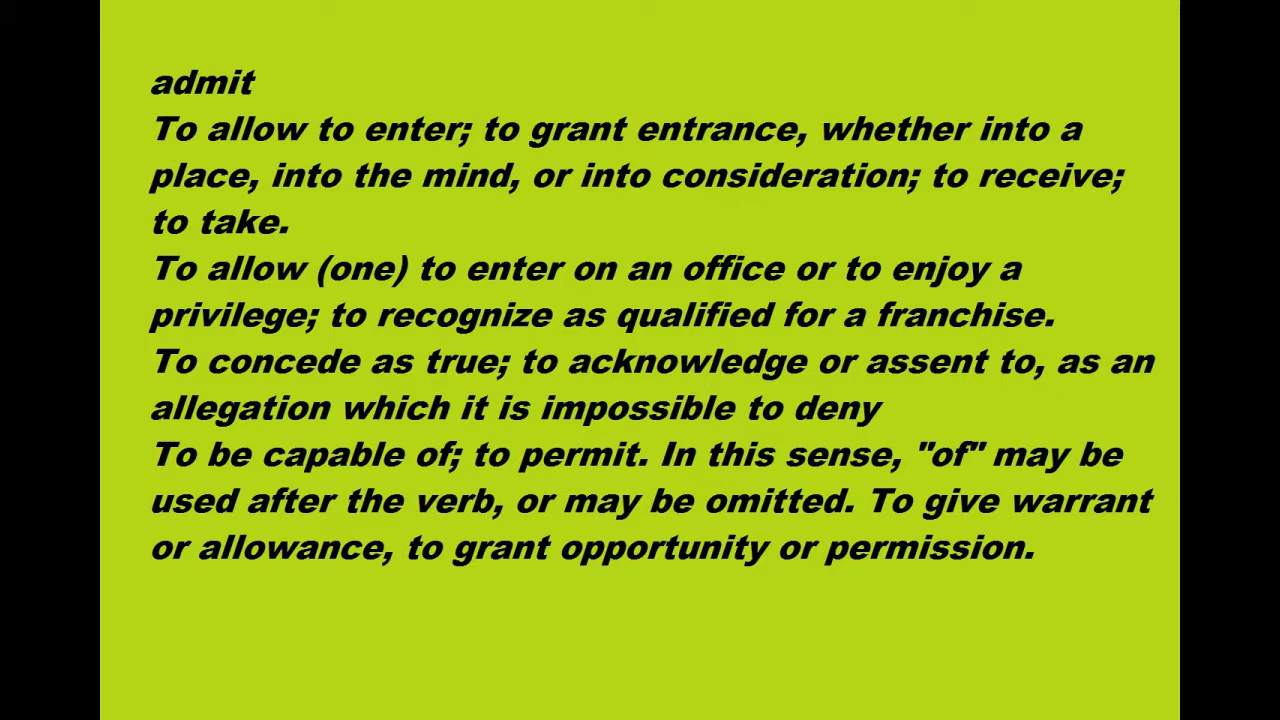 admit
To allow to enter; to grant entrance, whether into a
place, into the mind, or into consideration; to receive;
to take.
To allow (one) to enter on an office or to enjoy a
privilege; to recognize as qualified for a franchise.
To concede as true; to acknowledge or assent to, as an
allegation which it is impossible to deny
To be capable of; to permit. In this sense, "of" may be
used after the verb, or may be omitted. To give warrant
or allowance, to grant opportunity or permission.